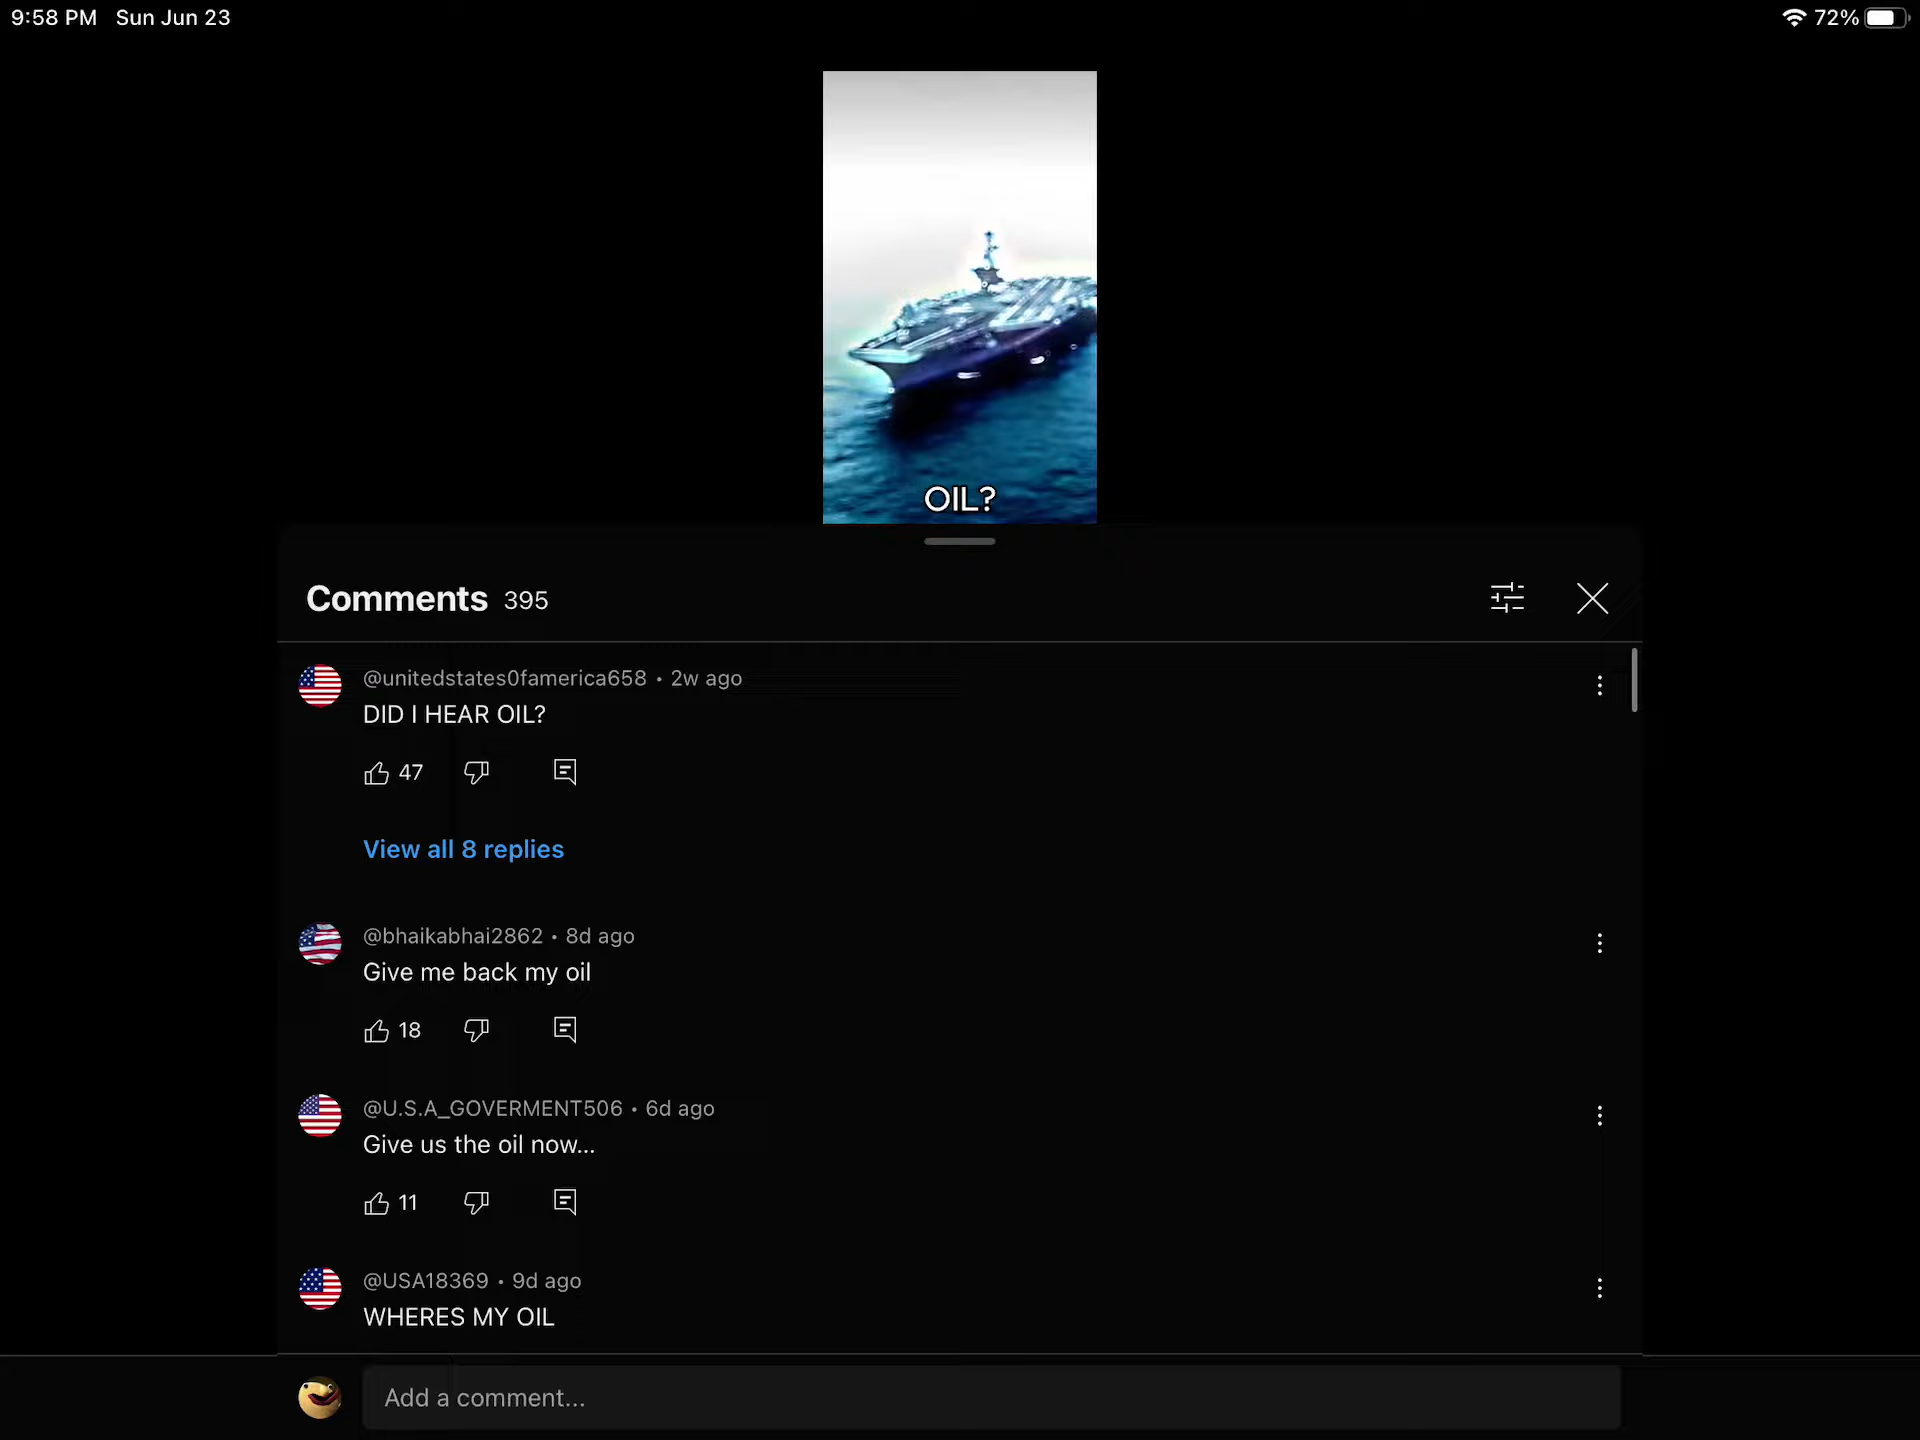 9:58 PM Sun Jun 23 72%
OIL?
Comments 395
@unitedstates0famerica658 • 2w ago
DID I HEAR OIL?
47
View all 8 replies
@bhaikabhai2862 • 8d ago
Give me back my oil
18
@U.S.A_GOVERMENT506 • 6d ago
Give us the oil now...
11
@USA18369 • 9d ago
WHERES MY OIL
Add a comment...